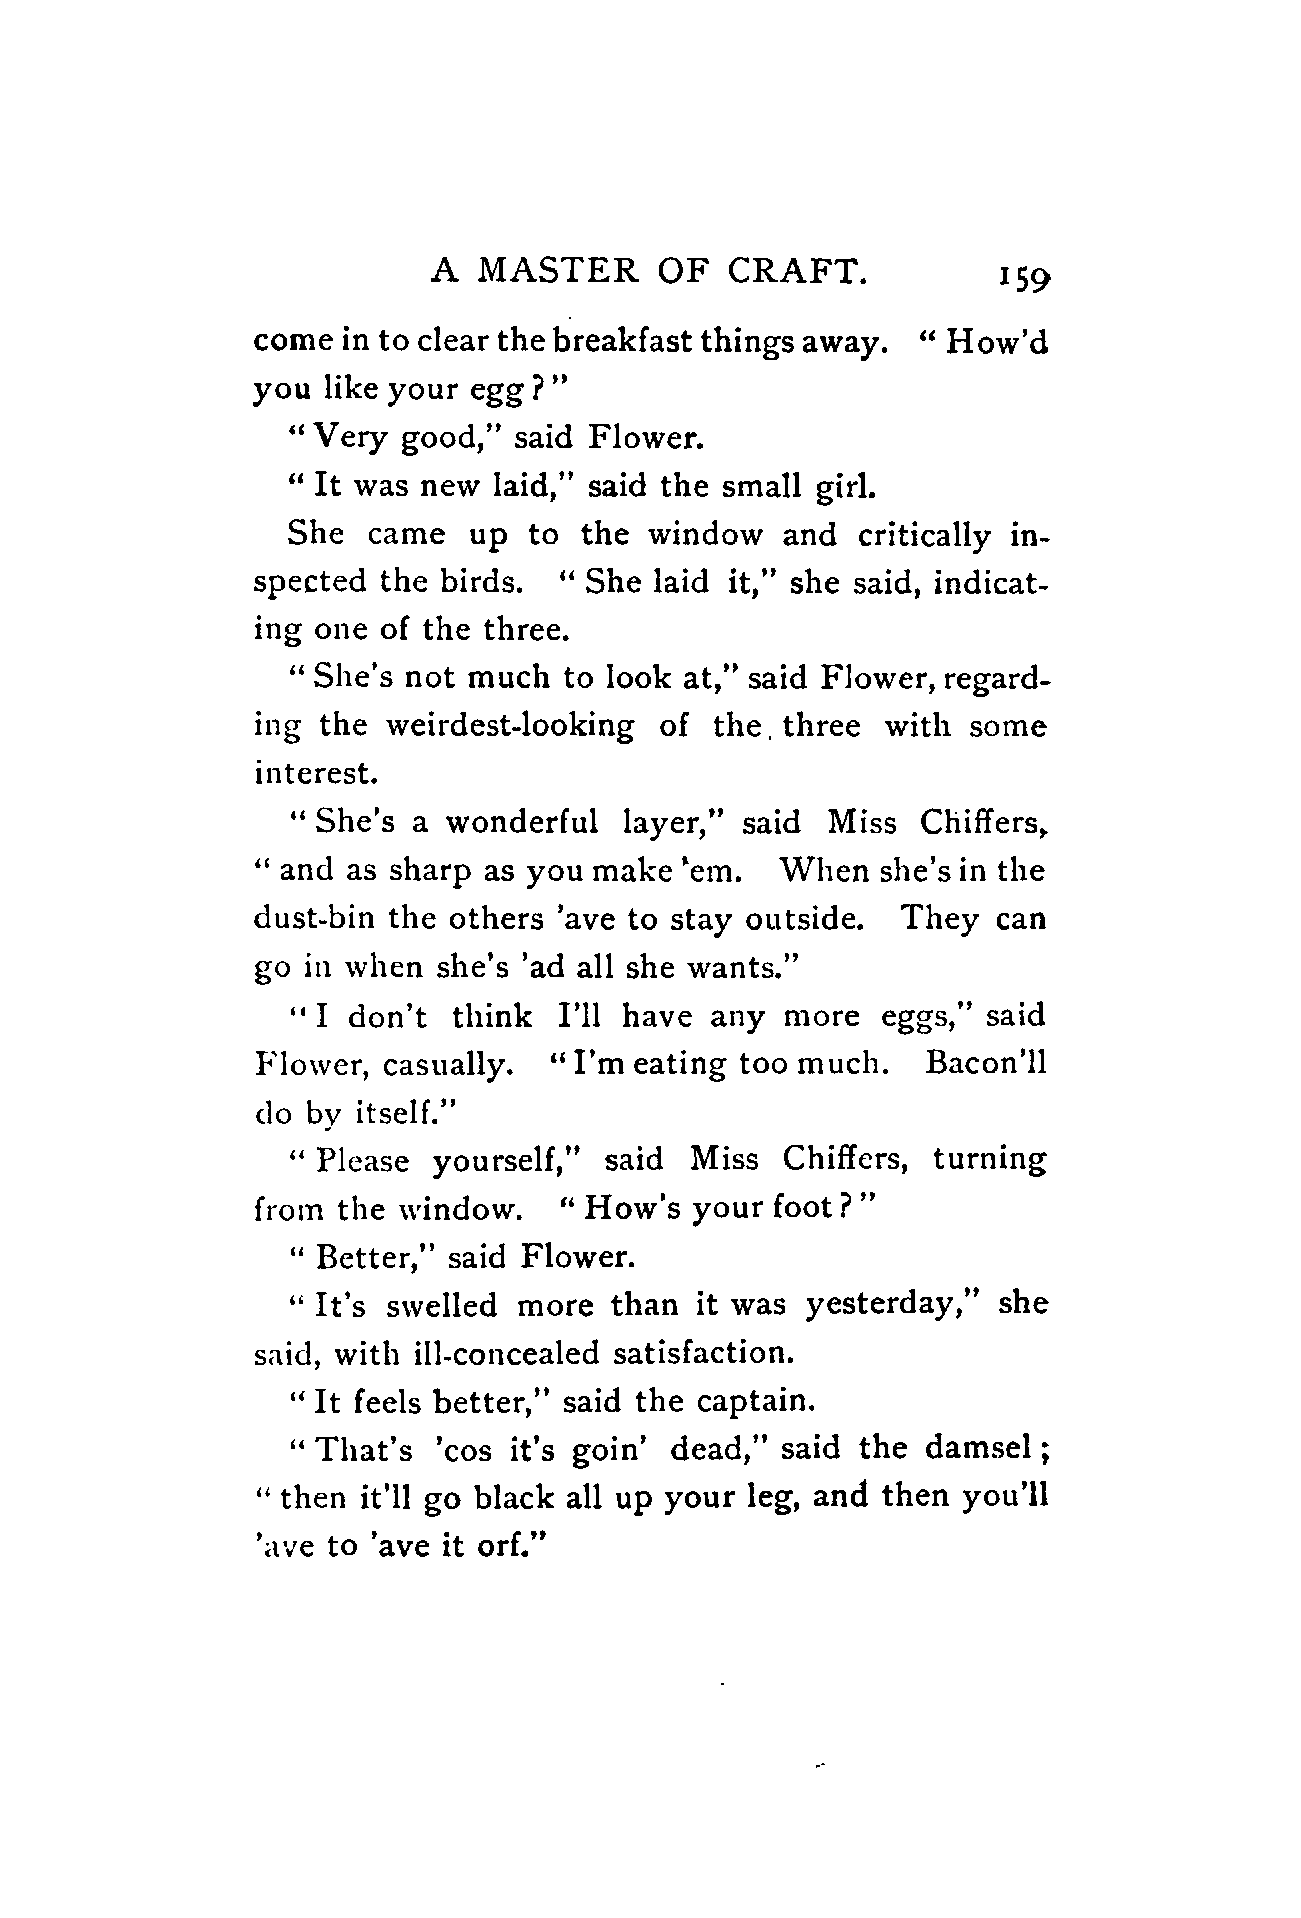 A MASTER OF CRAFT. 159
come in to clear the breakfast things away. “How'd
you like your egg?”
“Very good,” said Flower.
“It was new laid,” said the small girl.
She came up to the window and critically in-
spected the birds. “She laid it,” she said, indicat-
ing one of the three.
“She's not much to look at,” said Flower, regard-
ing the weirdest-looking of the three with some
interest.
“She's a wonderful layer,” said Miss Chiffers,
“and as sharp as you make 'em. When she's in the
dust-bin the others 'ave to stay outside. They can
go in when she's 'ad all she wants.”
“I don't think I'll have any more eggs,” said
Flower, casually. “I'm eating too much. Bacon'll
do by itself.”
“Please yourself,” said Miss Chiffers, turning
from the window. “How's your foot?”
“Better,” said Flower.
“It's swelled more than it was yesterday,” she
said, with ill-concealed satisfaction.
“It feels better,” said the captain.
“That's 'cos it's goin' dead,” said the damsel;
“then it'll go black all up your leg, and then you'll
'ave to 'ave it orf.”